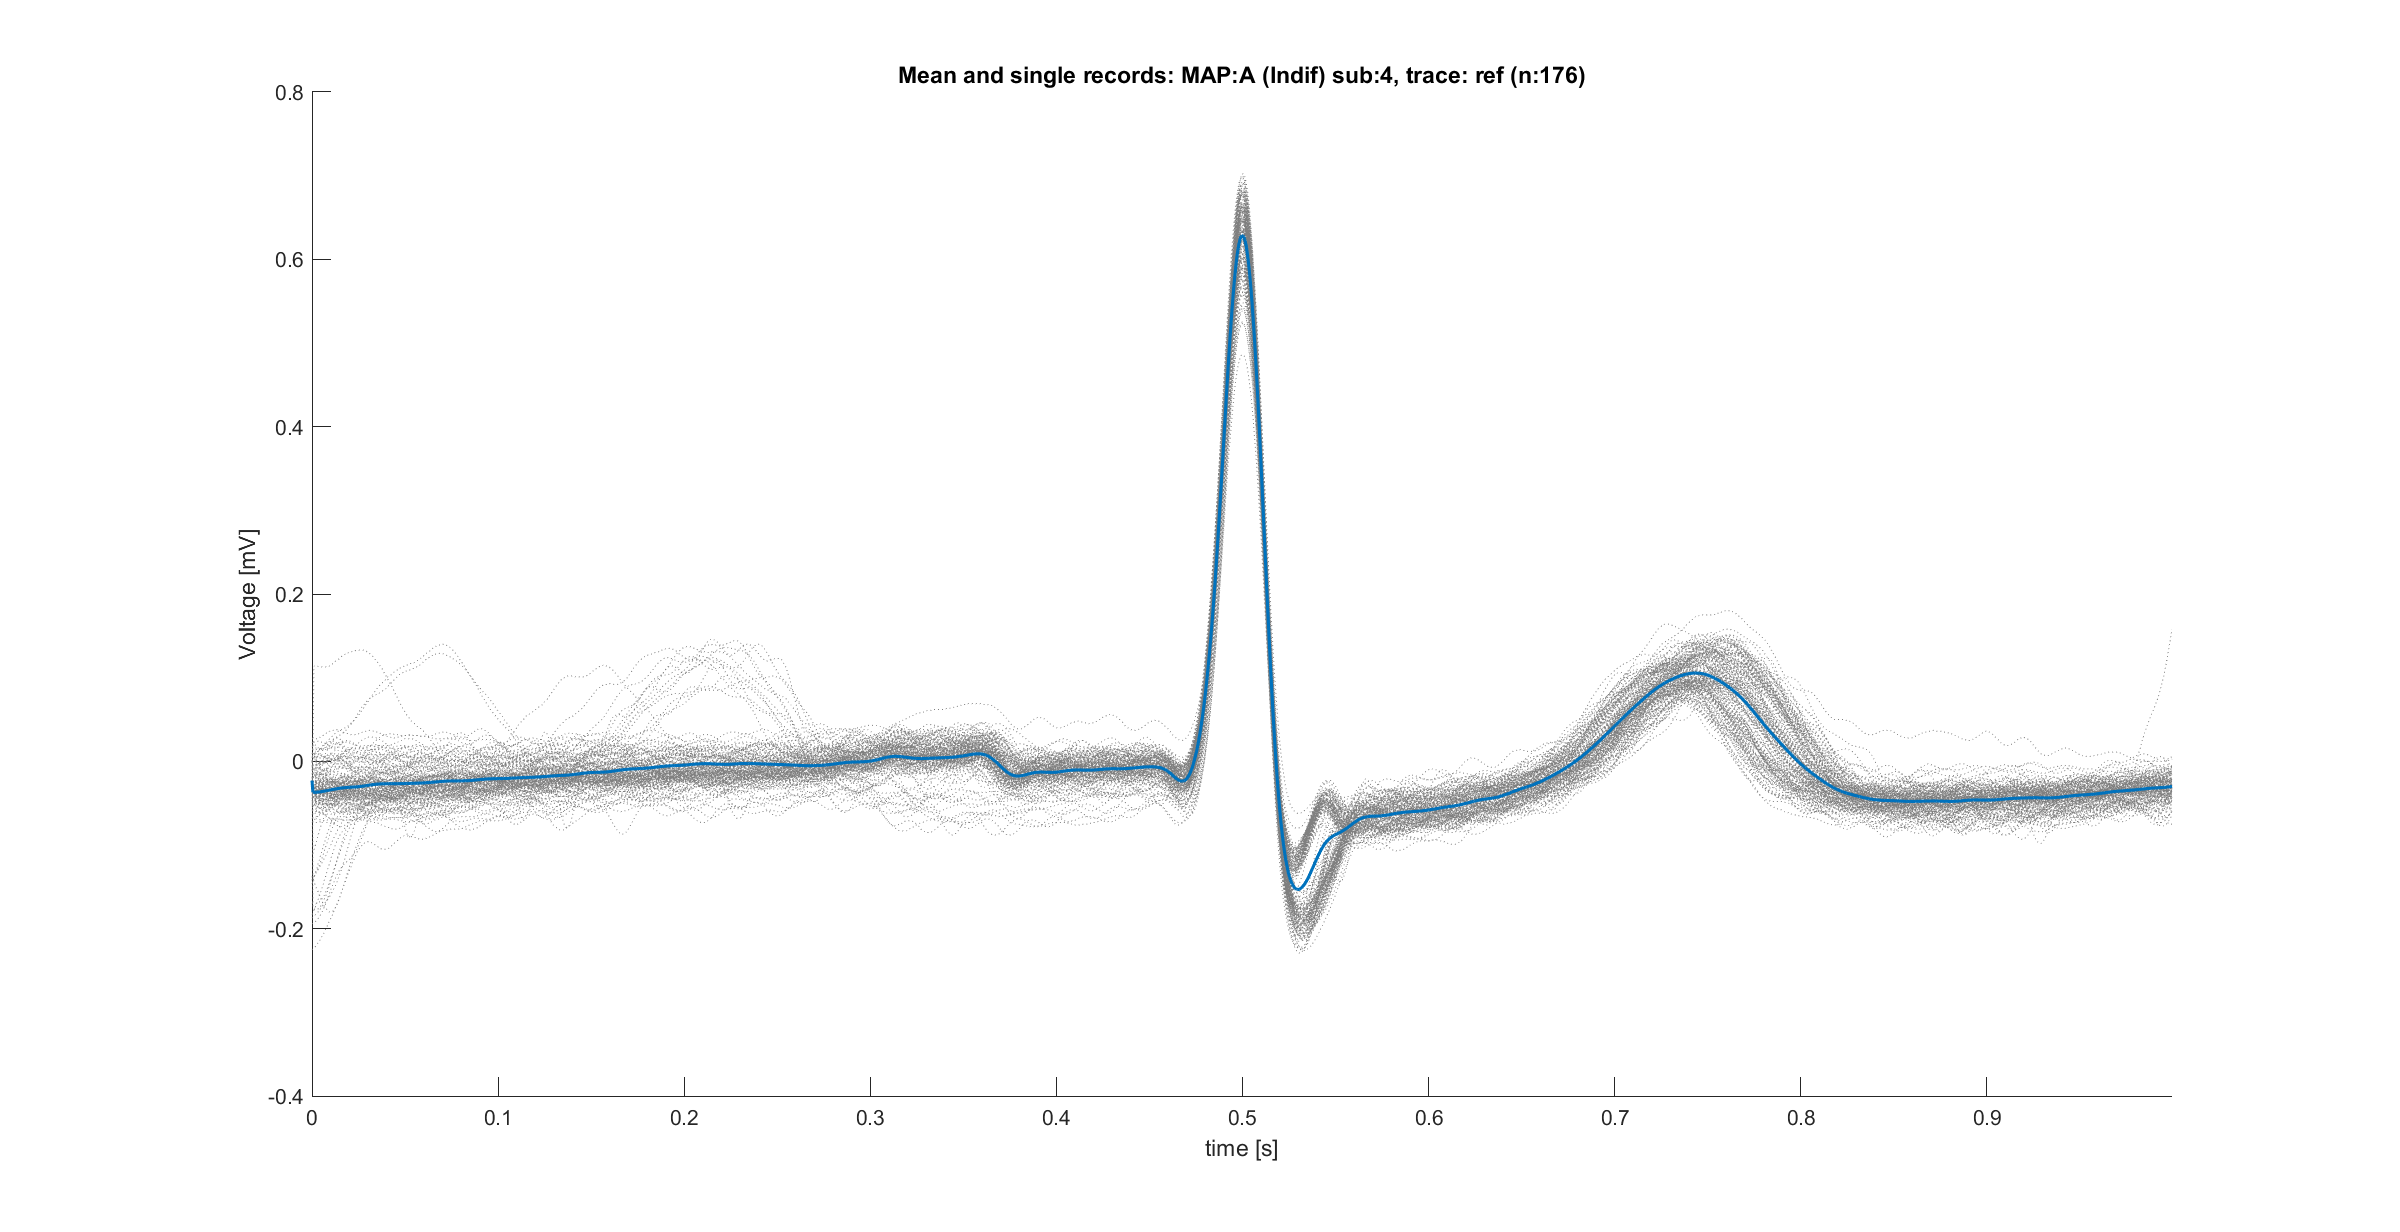 Mean and single records: MAP:A (Indif) sub:4, trace: ref (n:176)
0.8
0.6
0.4
0.2
0
-0.2
-0.4
Voltage [mV]
0 0.1 0.2 0.3 0.4 0.5 0.6 0.7 0.8 0.9
time [s]